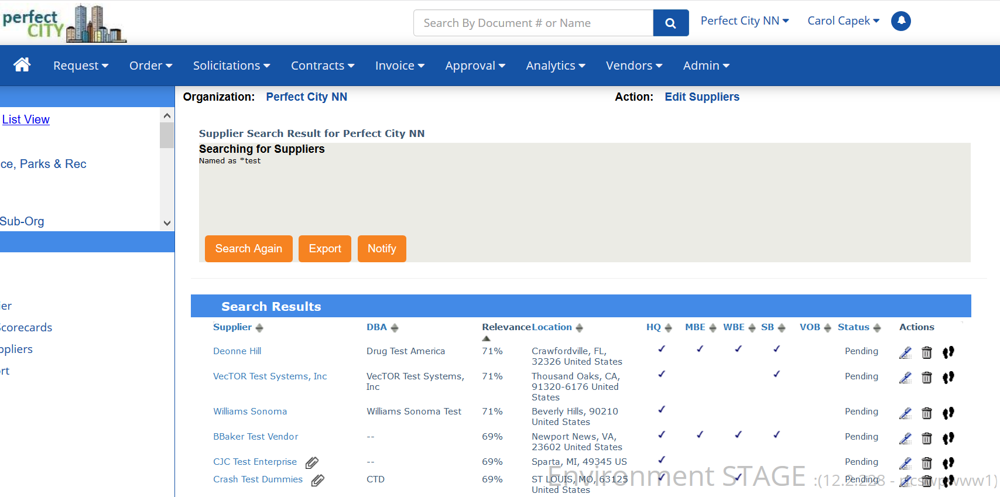 perfect
CITY
Search By Document # or Name
Perfect City NN
Carol Capek
Request
Order
Solicitations
Contracts
Invoice
Approval
Analytics
Vendors
Admin
List View
ce, Parks & Rec
Sub-Org
ier
Scorecards
ppliers
rt
Organization: Perfect City NN
Action: Edit Suppliers
Supplier Search Result for Perfect City NN
Searching for Suppliers
Named as *test
Search Again
Export
Notify
Search Results
Supplier DBA Relevance Location HQ MBE WBE SB VOB Status Actions
Deonne Hill Drug Test America 71% Crawfordville, FL, Pending
32326 United States
VecTOR Test Systems, Inc VecTOR Test Systems, 71% Thousand Oaks, CA, Pending
Inc 91320-6176 United
States
Williams Sonoma Williams Sonoma Test 71% Beverly Hills, 90210 Pending
United States
BBaker Test Vendor -- 69% Newport News, VA, Pending
23602 United States
CJC Test Enterprise -- 69% Sparta, MI, 49345 US Pending
Crash Test Dummies CTD 69% ST LOUIS, MO, 63125 Pending
United States
Environment STAGE :(12.2.228 -